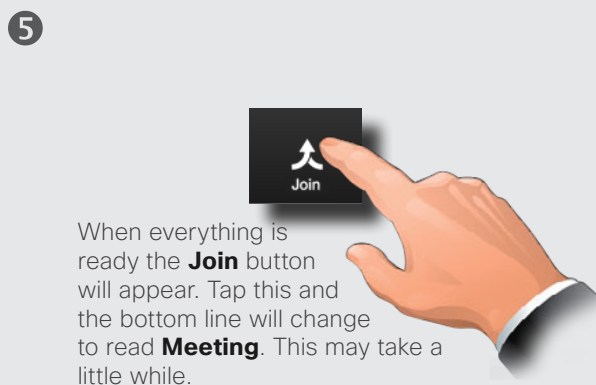 5
Join
When everything is
ready the Join button
will appear. Tap this and
the bottom line will change
to read Meeting. This may take a
little while.